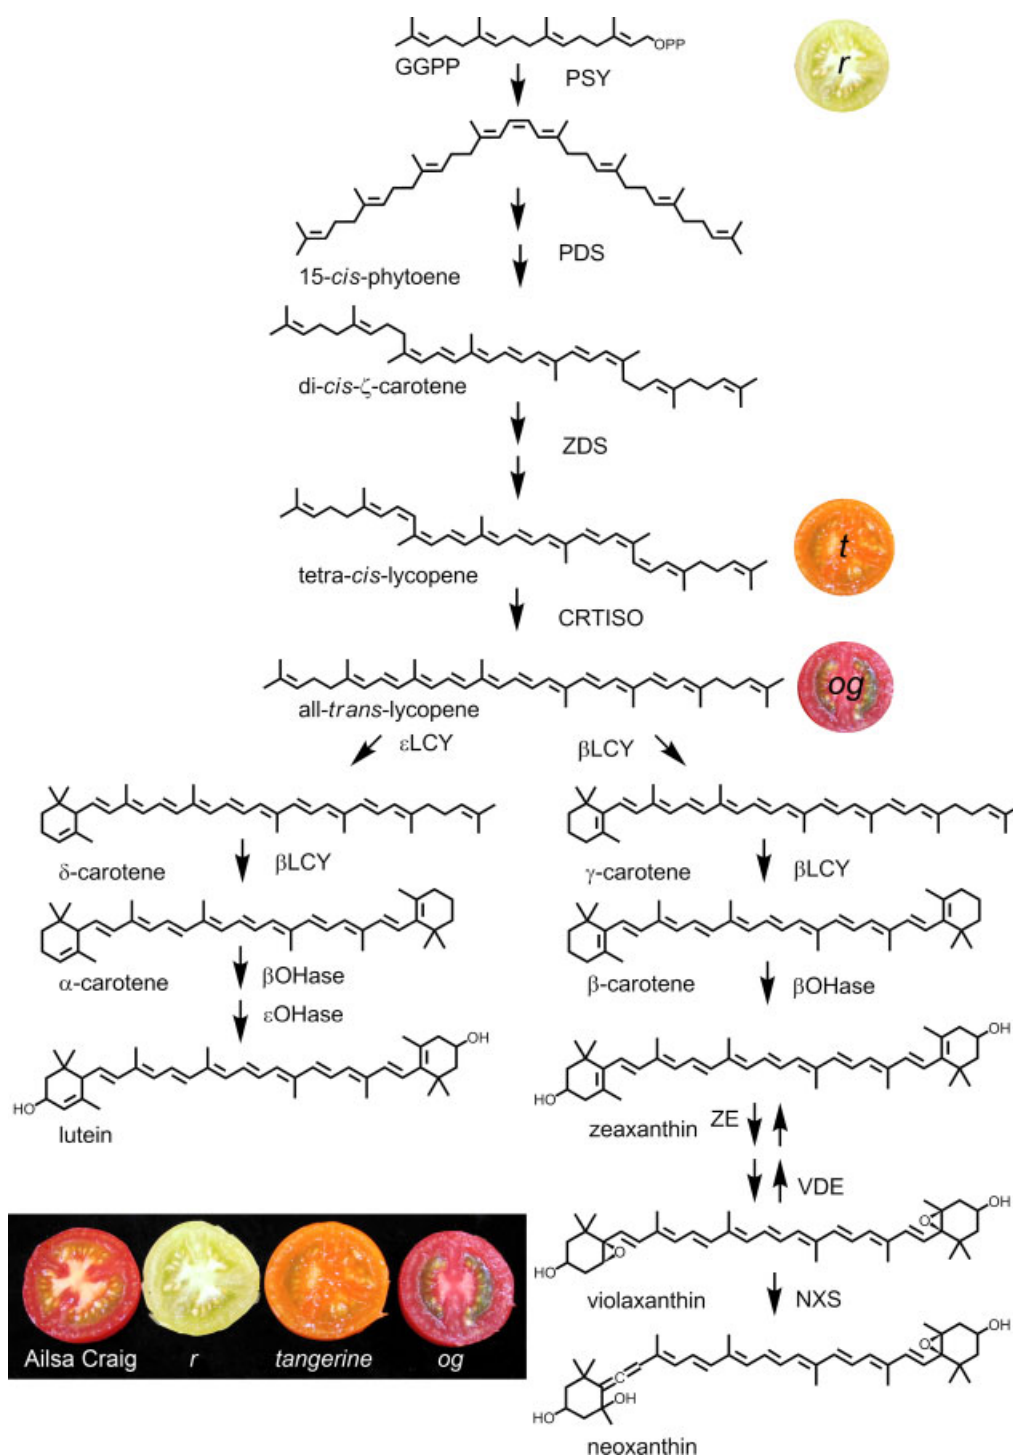 OPP
r
GGPP
PSY
PDS
15-cis-phytoene
di-cis-ζ-carotene
ZDS
t
tetra-cis-lycopene
CRTISO
og
all-trans-lycopene
εLCY
βLCY
δ-carotene
βLCY
γ-carotene
βLCY
α-carotene
βOHase
β-carotene
βOHase
εOHase
OH
OH
HO
HO
lutein
zeaxanthin
ZE
VDE
OH
O
O
HO
violaxanthin
NXS
Ailsa Craig
r
tangerine
og
OH
O
C
OH
HO
neoxanthin